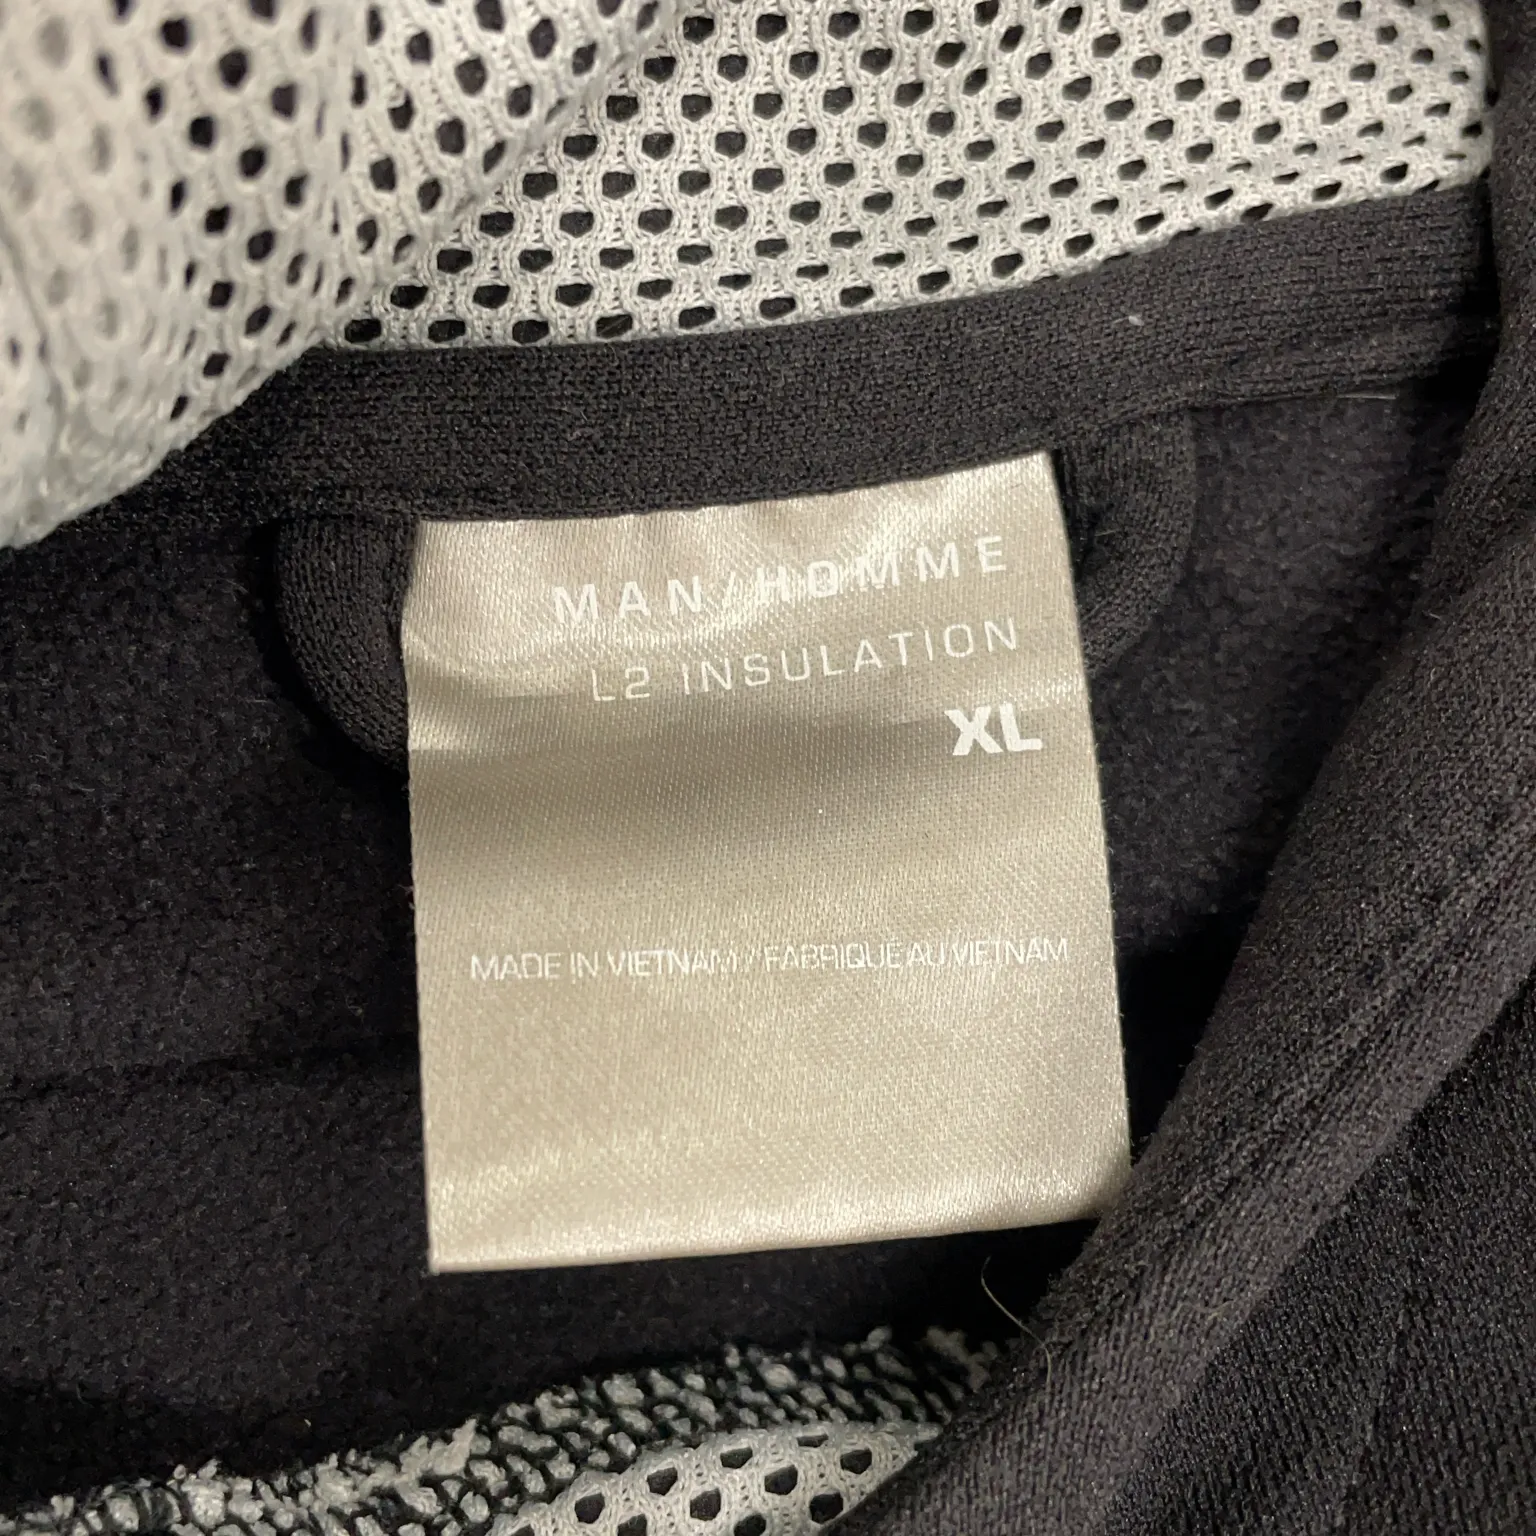 MAN/HOMME
L2 INSULATION
XL
MADE IN VIETNAM/FABRIQUE AU VIETNAM